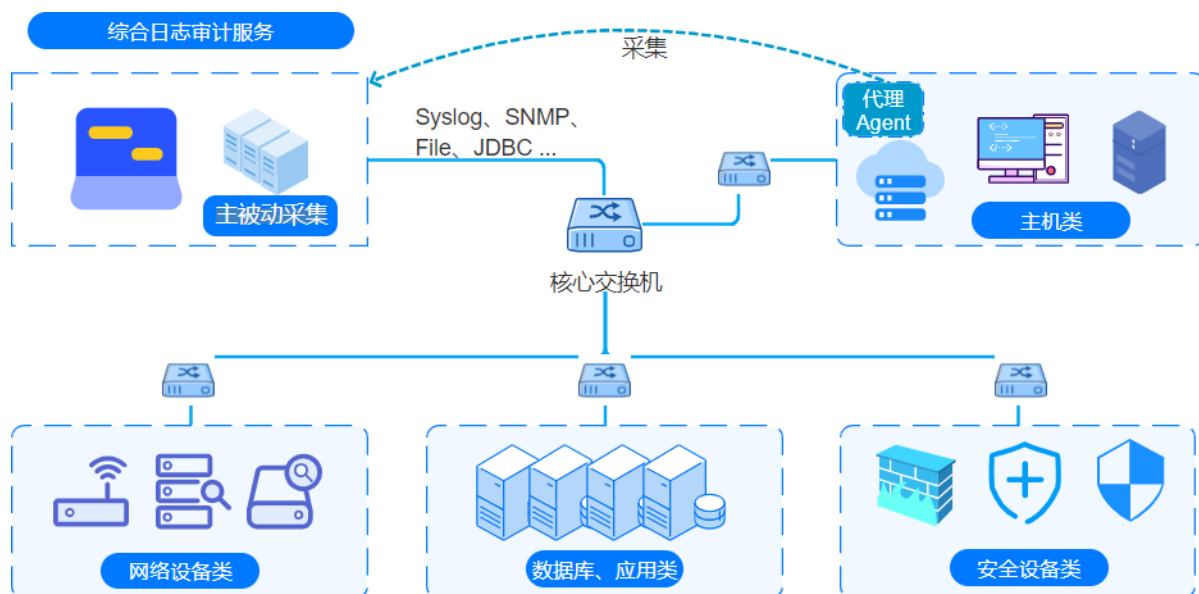 综合日志审计服务
采集
代理
Agent
Syslog、SNMP、
File、JDBC ...
主被动采集
主机类
核心交换机
网络设备类
数据库、应用类
安全设备类